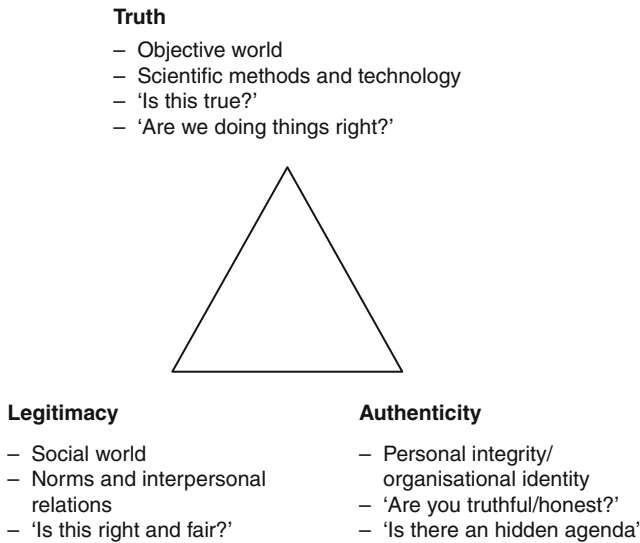 Truth
– Objective world
– Scientific methods and technology
– ‘Is this true?’
– ‘Are we doing things right?’
Legitimacy
– Social world
– Norms and interpersonal
relations
– ‘Is this right and fair?’
Authenticity
– Personal integrity/
organisational identity
– ‘Are you truthful/honest?’
– ‘Is there an hidden agenda’